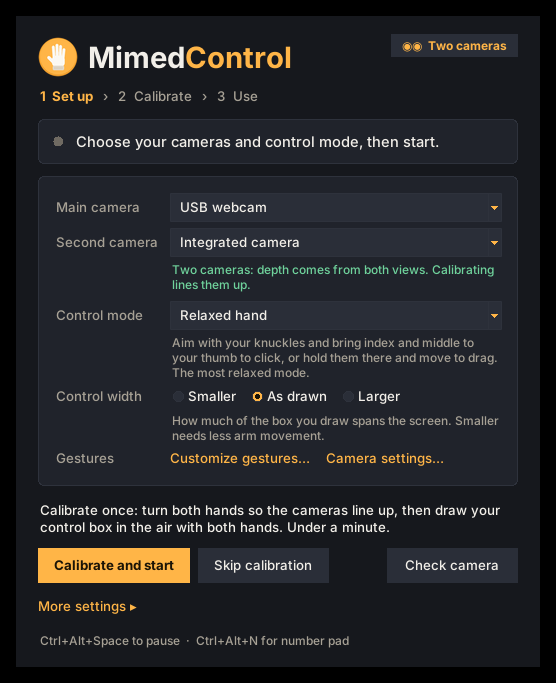 MimedControl
Two cameras
1 Set up › 2 Calibrate › 3 Use
Choose your cameras and control mode, then start.
Main camera USB webcam
Second camera Integrated camera
Two cameras: depth comes from both views. Calibrating
lines them up.
Control mode Relaxed hand
Aim with your knuckles and bring index and middle to
your thumb to click, or hold them there and move to drag.
The most relaxed mode.
Control width Smaller As drawn Larger
How much of the box you draw spans the screen. Smaller
needs less arm movement.
Gestures Customize gestures... Camera settings...
Calibrate once: turn both hands so the cameras line up, then draw your
control box in the air with both hands. Under a minute.
Calibrate and start Skip calibration Check camera
More settings ▸
Ctrl+Alt+Space to pause · Ctrl+Alt+N for number pad